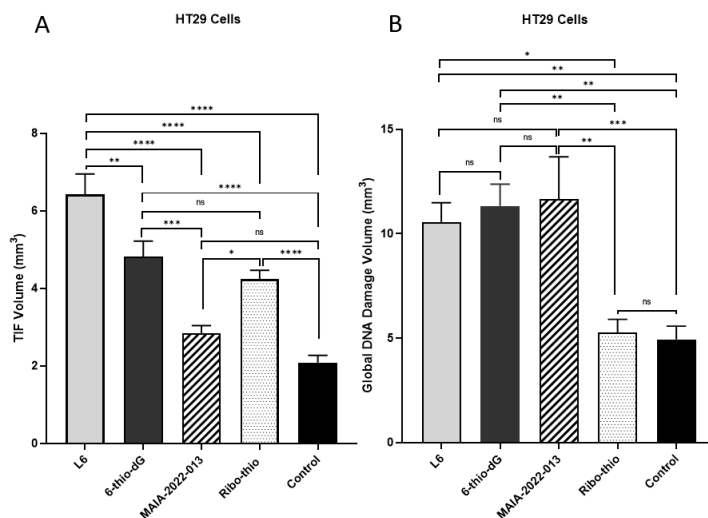 A
HT29 Cells
****
****
****
**
****
ns
***
ns
*
****
8
6
4
2
0
TIF Volume (mm³)
L6
6-thio-dG
MAIA-2022-013
Ribo-thio
Control
B
HT29 Cells
*
**
**
**
ns
***
ns
**
ns
ns
15
10
5
0
Global DNA Damage Volume (mm³)
L6
6-thio-dG
MAIA-2022-013
Ribo-thio
Control